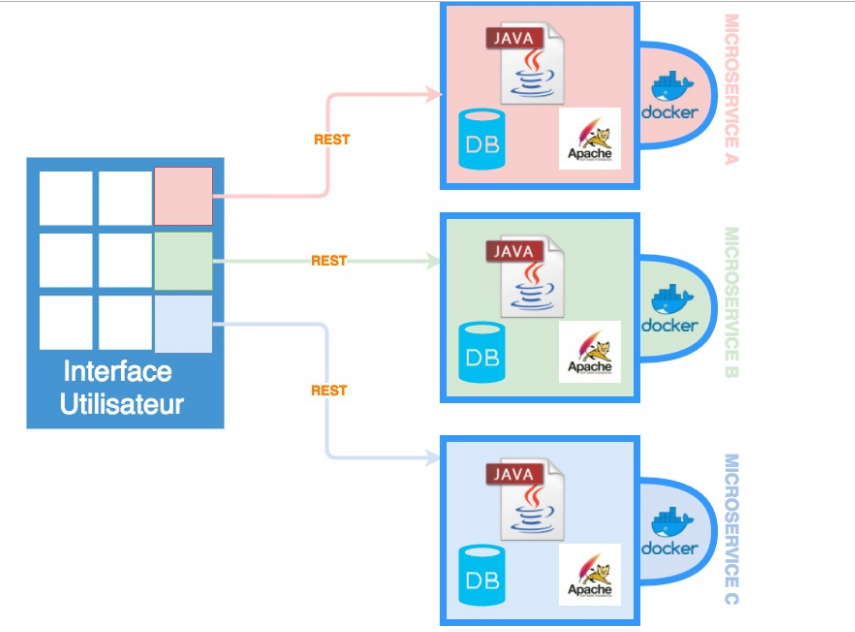 JAVA
DB
Apache
docker
MICROSERVICE A
REST
Interface
Utilisateur
REST
JAVA
DB
Apache
docker
MICROSERVICE B
REST
JAVA
DB
Apache
docker
MICROSERVICE C